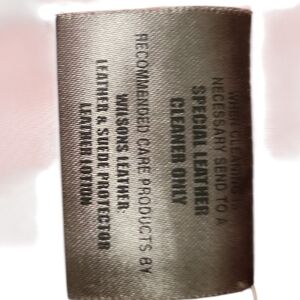 WHEN CLEANING IS
NECESSARY SEND TO A
SPECIAL LEATHER
CLEANER ONLY
RECOMMENDED CARE PRODUCTS BY
WILSONS LEATHER:
LEATHER & SUEDE PROTECTOR
LEATHER LOTION